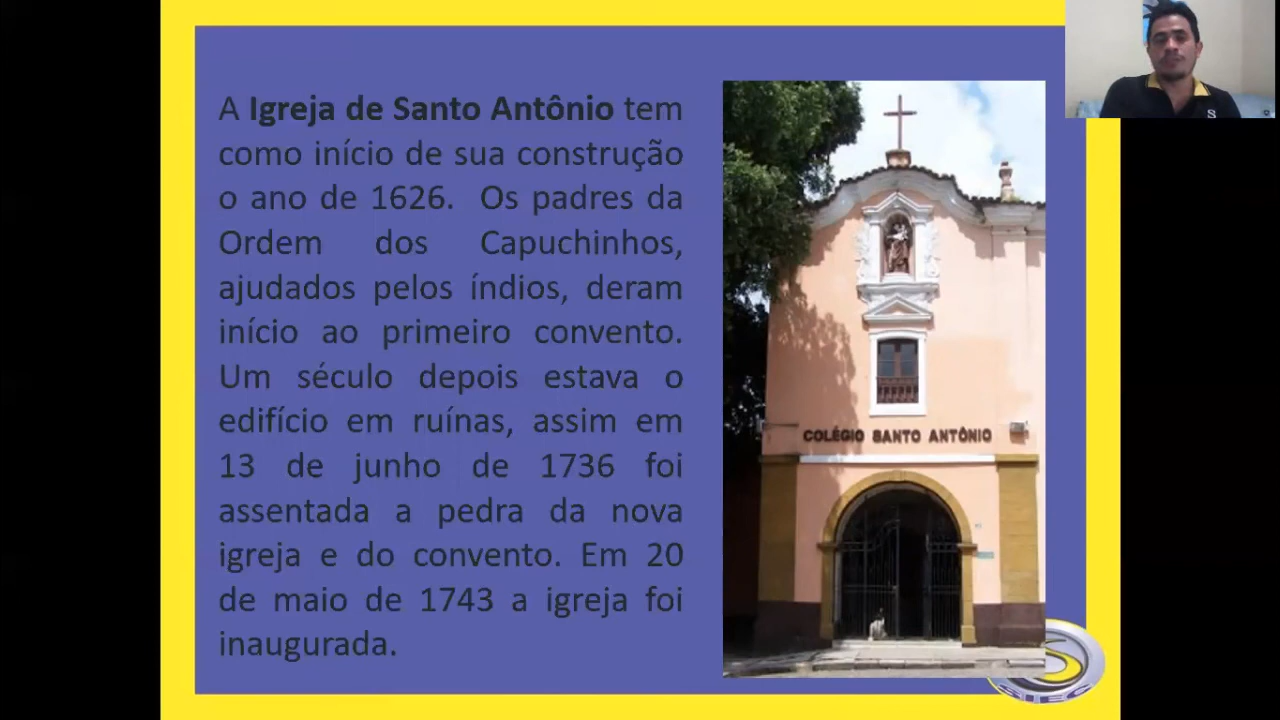 A Igreja de Santo Antônio tem
como início de sua construção
o ano de 1626. Os padres da
Ordem dos Capuchinhos,
ajudados pelos índios, deram
início ao primeiro convento.
Um século depois estava o
edifício em ruínas, assim em
13 de junho de 1736 foi
assentada a pedra da nova
igreja e do convento. Em 20
de maio de 1743 a igreja foi
inaugurada.
COLÉGIO SANTO ANTÔNIO
S
S